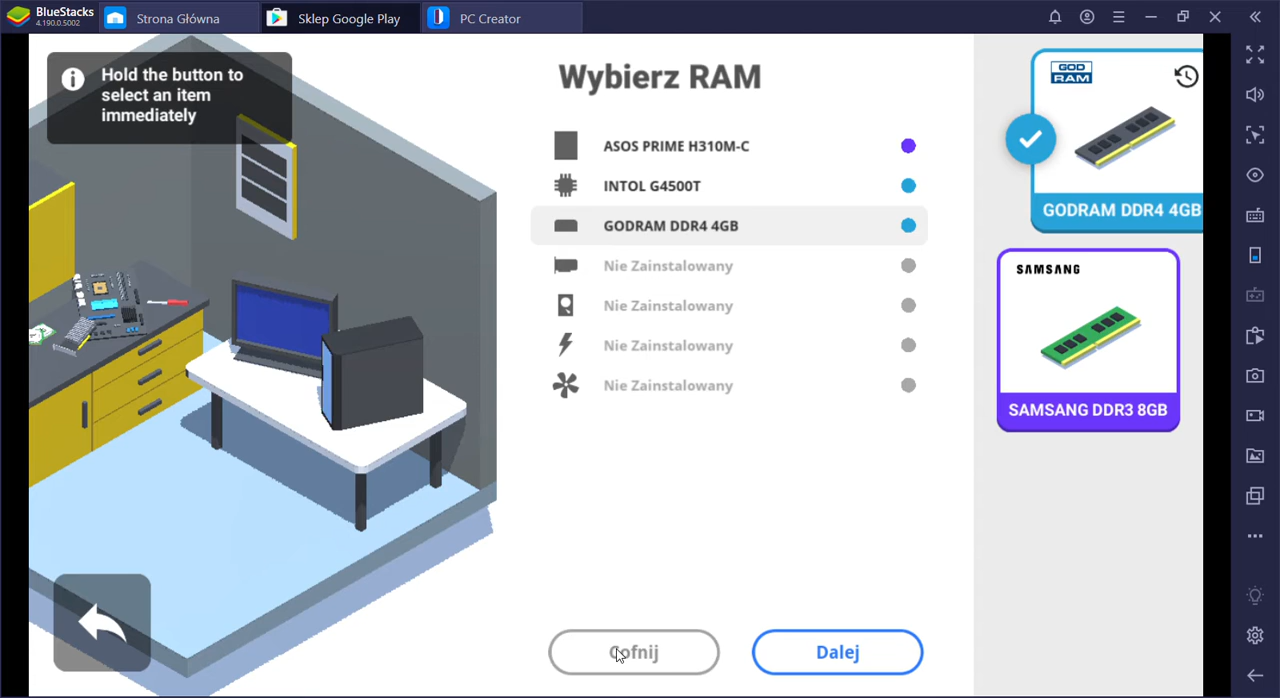 BlueStacks
4.190.0.5002
Strona Główna
Sklep Google Play
PC Creator
Hold the button to
select an item
immediately
Wybierz RAM
ASOS PRIME H310M-C
INTOL G4500T
GODRAM DDR4 4GB
Nie Zainstalowany
Nie Zainstalowany
Nie Zainstalowany
Nie Zainstalowany
Cofnij
Dalej
GOD
RAM
GODRAM DDR4 4GB
SAMSANG
SAMSANG DDR3 8GB